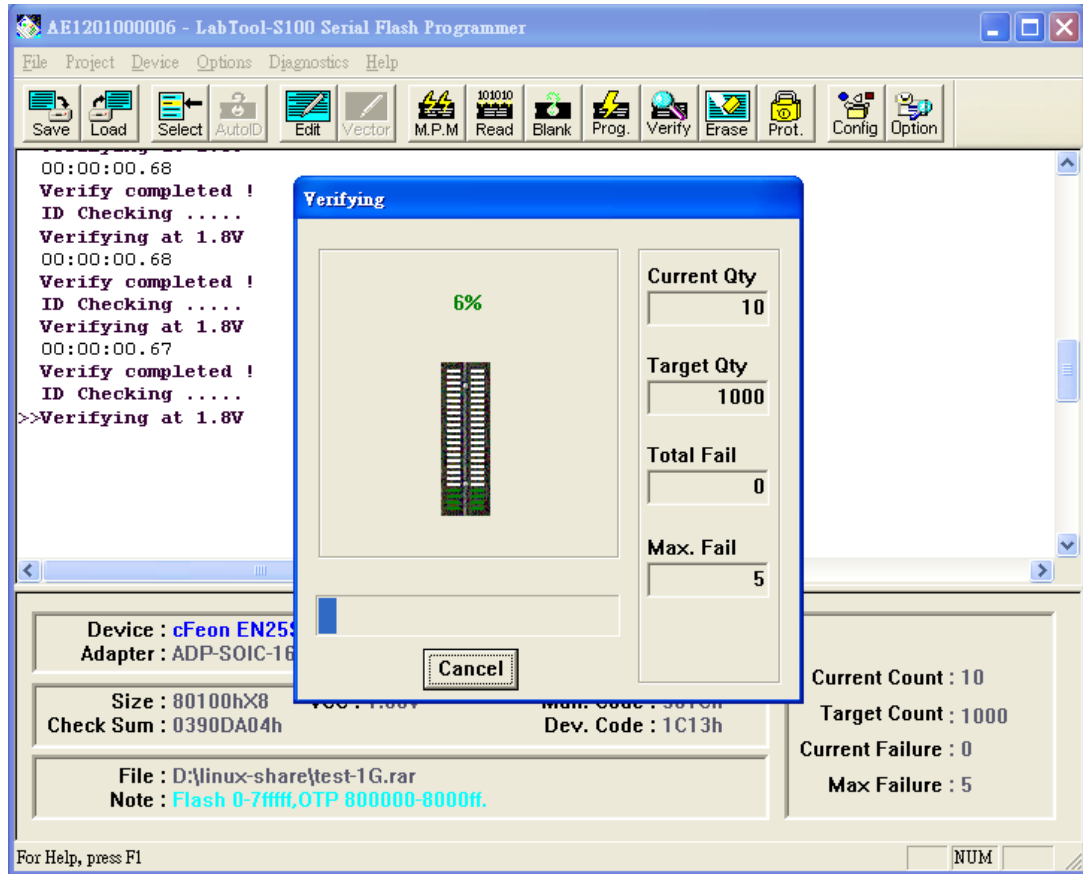 AE1201000006 - LabTool-S100 Serial Flash Programmer
File Project Device Options Diagnostics Help
Save Load Select AutoID Edit Vector M.P.M Read Blank Prog. Verify Erase Prot. Config Option
101010
00:00:00.68
Verify completed !
ID Checking .....
Verifying at 1.8V
00:00:00.68
Verify completed !
ID Checking .....
Verifying at 1.8V
00:00:00.67
Verify completed !
ID Checking .....
>>Verifying at 1.8V
Verifying
6%
Current Qty
10
Target Qty
1000
Total Fail
0
Max. Fail
5
Cancel
Device : cFeon EN25S
Adapter : ADP-SOIC-16
Size : 80100hX8
Check Sum : 0390DA04h
Dev. Code : 1C13h
File : D:\linux-share\test-1G.rar
Note : Flash 0-7fffff,OTP 800000-8000ff.
Current Count : 10
Target Count : 1000
Current Failure : 0
Max Failure : 5
For Help, press F1
NUM